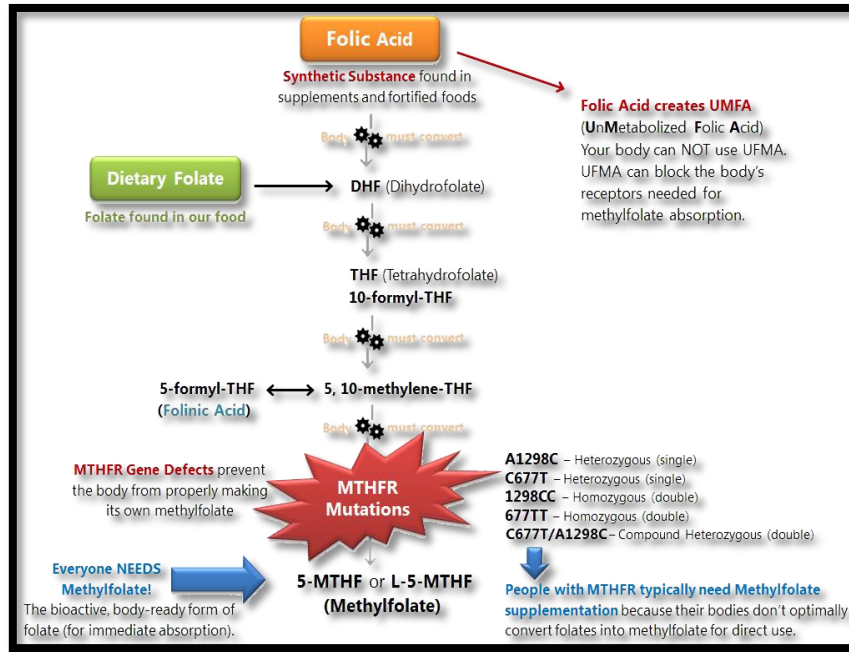 Folic Acid
Synthetic Substance found in
supplements and fortified foods
Folic Acid creates UMFA
(UnMetabolized Folic Acid)
Your body can NOT use UFMA.
UFMA can block the body's
receptors needed for
methylfolate absorption.
Body must convert
Dietary Folate
Folate found in our food
DHF (Dihydrofolate)
Body must convert
THF (Tetrahydrofolate)
10-formyl-THF
Body must convert
5-formyl-THF
(Folinic Acid)
5, 10-methylene-THF
Body must convert
MTHFR Gene Defects prevent
the body from properly making
its own methylfolate
MTHFR
Mutations
A1298C – Heterozygous (single)
C677T – Heterozygous (single)
1298CC – Homozygous (double)
677TT – Homozygous (double)
C677T/A1298C– Compound Heterozygous (double)
Everyone NEEDS
Methylfolate!
The bioactive, body-ready form of
folate (for immediate absorption).
5-MTHF or L-5-MTHF
(Methylfolate)
People with MTHFR typically need Methylfolate
supplementation because their bodies don't optimally
convert folates into methylfolate for direct use.